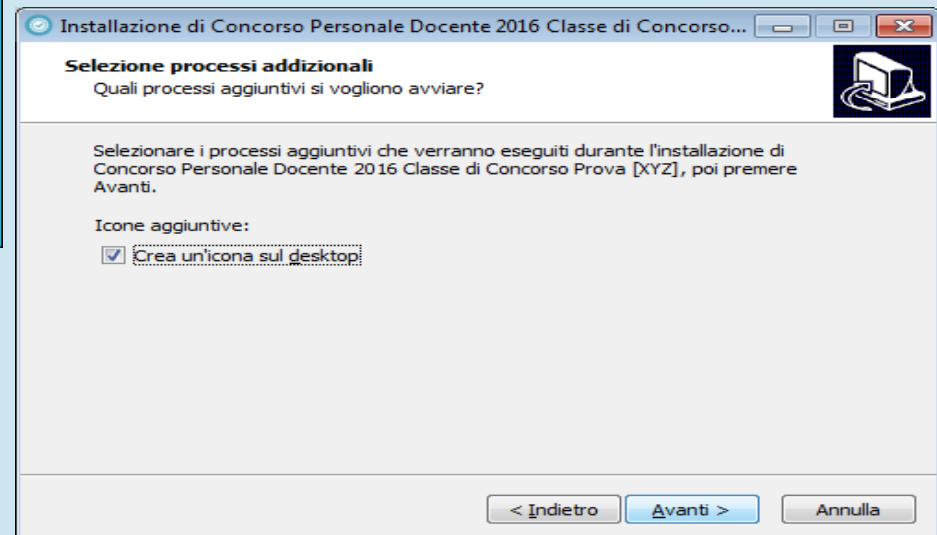 Installazione di Concorso Personale Docente 2016 Classe di Concorso...
Selezione processi addizionali
Quali processi aggiuntivi si vogliono avviare?
Selezionare i processi aggiuntivi che verranno eseguiti durante l'installazione di
Concorso Personale Docente 2016 Classe di Concorso Prova [XYZ], poi premere
Avanti.
Icone aggiuntive:
Crea un'icona sul desktop
< Indietro
Avanti >
Annulla